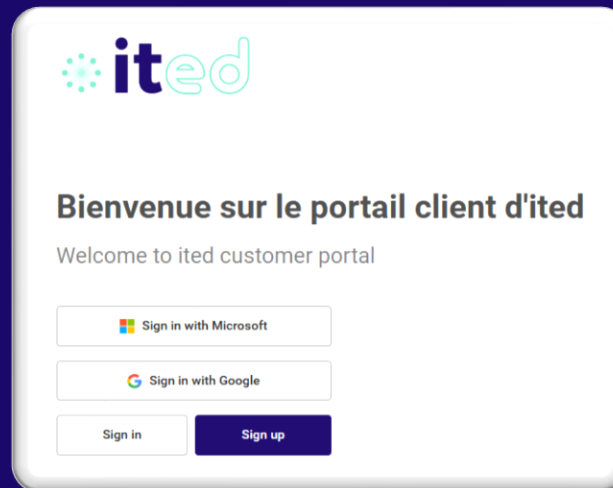 ited
Bienvenue sur le portail client d'ited
Welcome to ited customer portal
Sign in with Microsoft
Sign in with Google
Sign in
Sign up